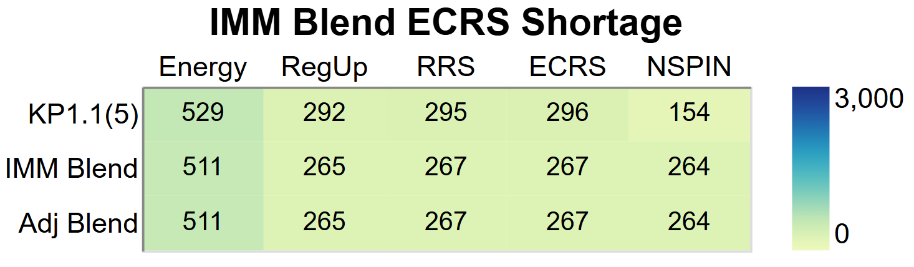 IMM Blend ECRS Shortage
Energy RegUp RRS ECRS NSPIN
KP1.1(5) 529 292 295 296 154
IMM Blend 511 265 267 267 264
Adj Blend 511 265 267 267 264
3,000
0